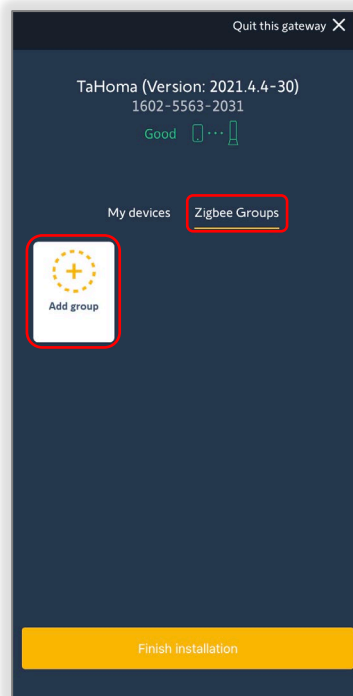 Quit this gateway X
TaHoma (Version: 2021.4.4-30)
1602-5563-2031
Good
My devices Zigbee Groups
Add group
Finish installation